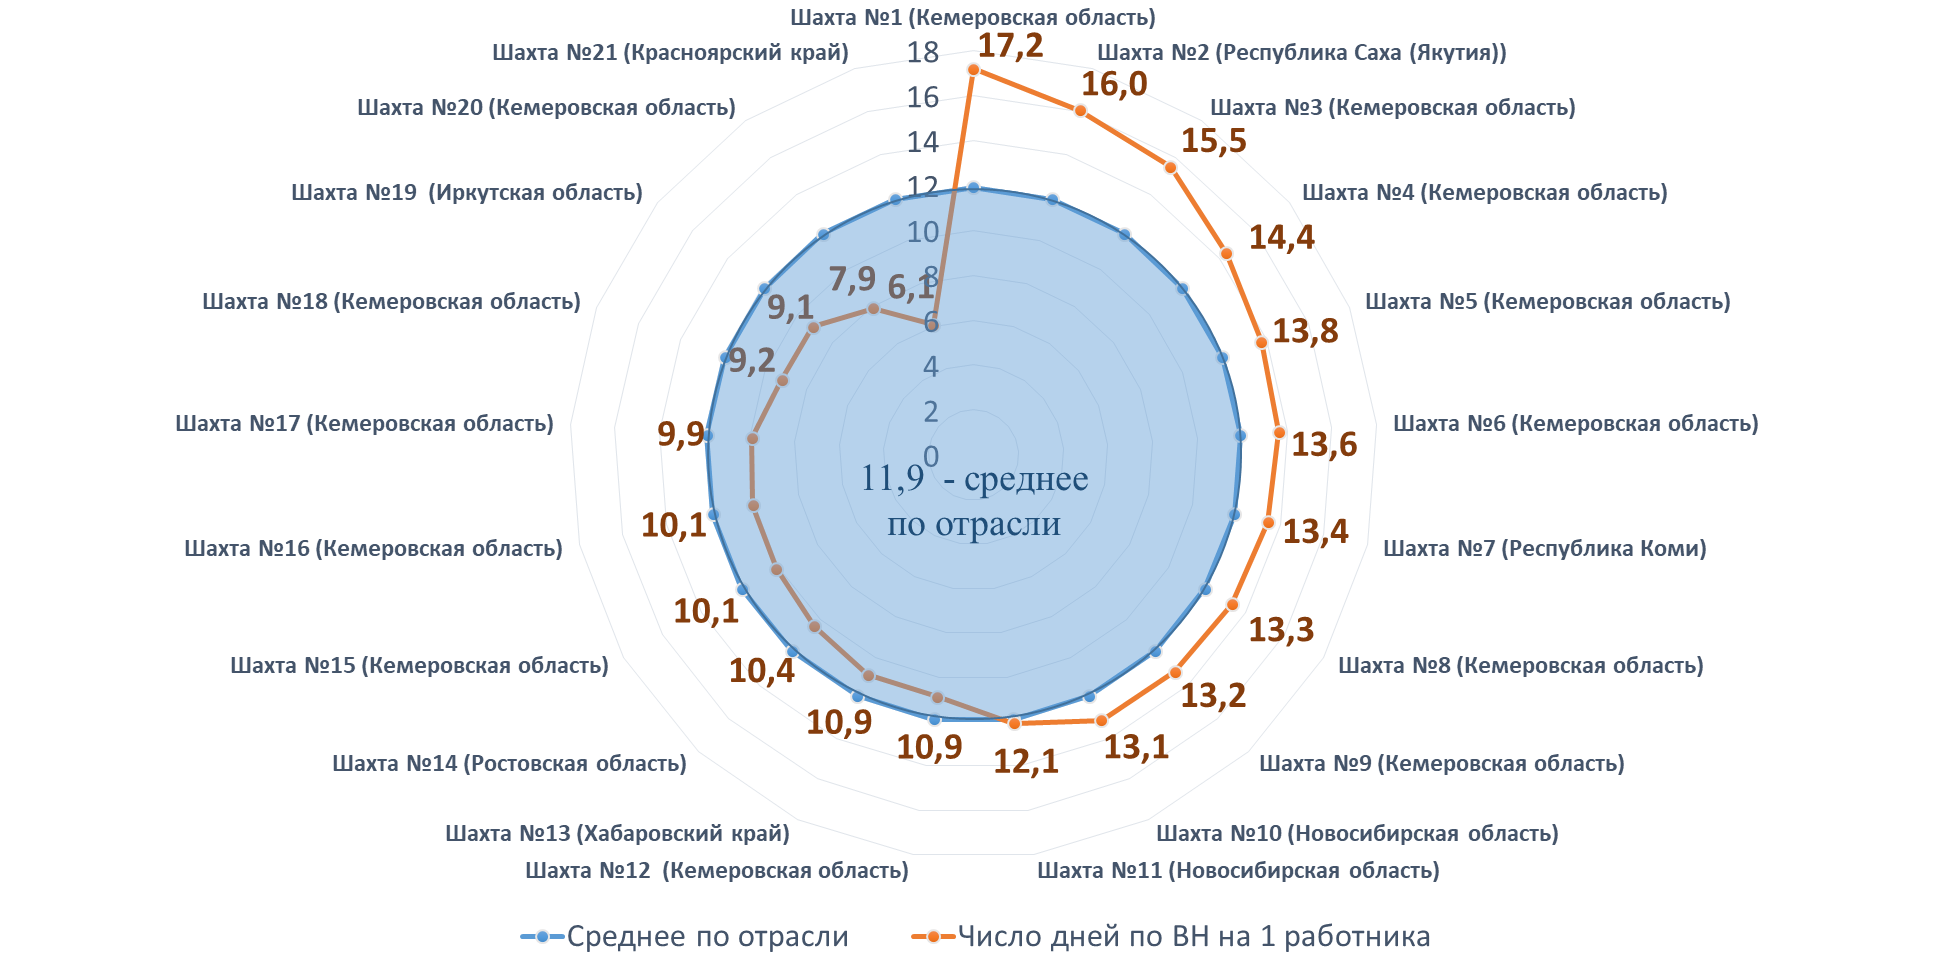 Шахта №1 (Кемеровская область)
Шахта №2 (Республика Саха (Якутия))
Шахта №3 (Кемеровская область)
Шахта №4 (Кемеровская область)
Шахта №5 (Кемеровская область)
Шахта №6 (Кемеровская область)
Шахта №7 (Республика Коми)
Шахта №8 (Кемеровская область)
Шахта №9 (Кемеровская область)
Шахта №10 (Новосибирская область)
Шахта №11 (Новосибирская область)
Шахта №12 (Кемеровская область)
Шахта №13 (Хабаровский край)
Шахта №14 (Ростовская область)
Шахта №15 (Кемеровская область)
Шахта №16 (Кемеровская область)
Шахта №17 (Кемеровская область)
Шахта №18 (Кемеровская область)
Шахта №19 (Иркутская область)
Шахта №20 (Кемеровская область)
Шахта №21 (Красноярский край)
18
16
14
12
10
8
6
4
2
0
17,2
16,0
15,5
14,4
13,8
13,6
13,4
13,3
13,2
13,1
12,1
10,9
10,9
10,4
10,1
10,1
9,9
9,2
9,1
7,9
6,1
11,9 - среднее
по отрасли
Среднее по отрасли
Число дней по ВН на 1 работника